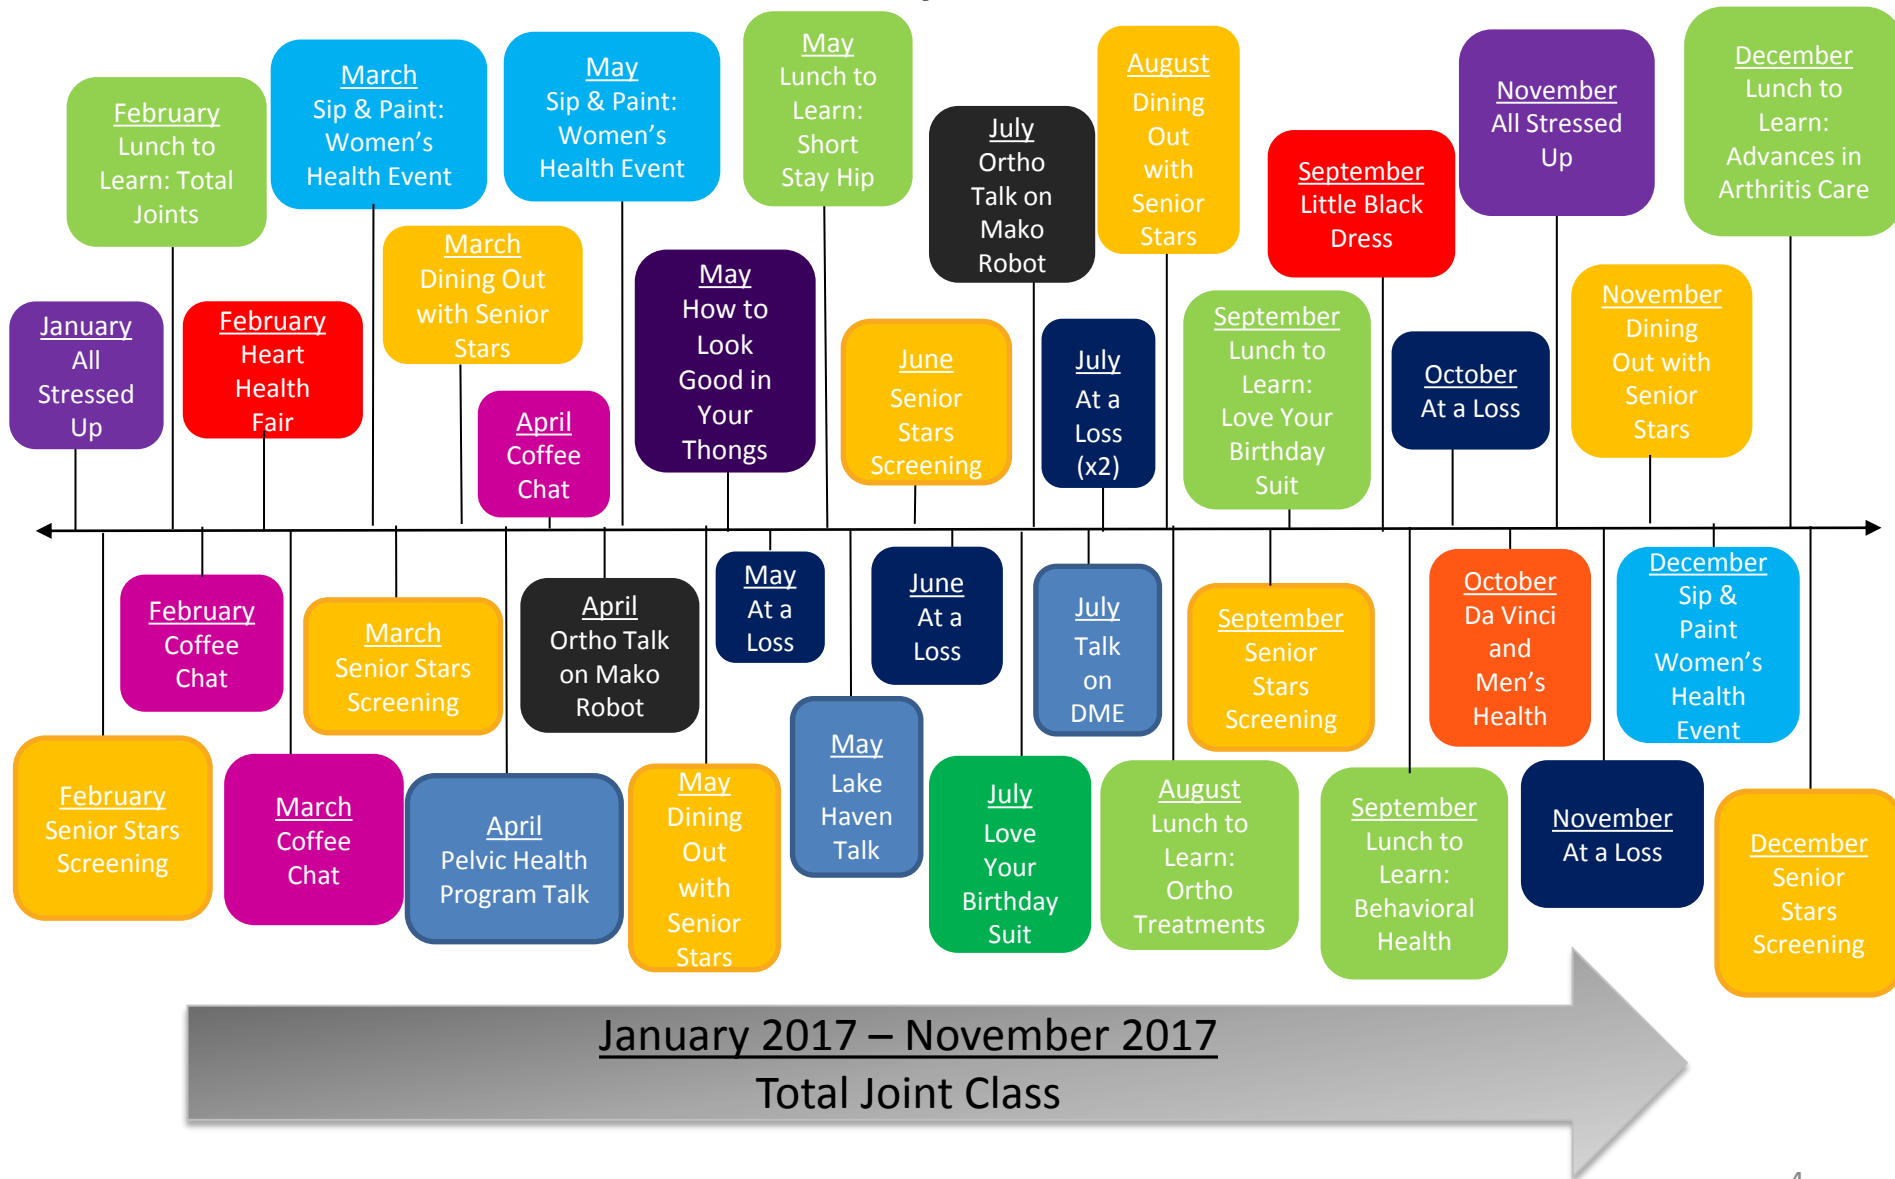 February
Lunch to
Learn: Total
Joints
March
Sip & Paint:
Women's
Health Event
May
Sip & Paint:
Women's
Health Event
May
Lunch to
Learn:
Short
Stay Hip
July
Ortho
Talk on
Mako
Robot
August
Dining
Out
with
Senior
Stars
September
Little Black
Dress
November
All Stressed
Up
December
Lunch to
Learn:
Advances in
Arthritis Care
January
All
Stressed
Up
February
Heart
Health
Fair
March
Dining Out
with Senior
Stars
April
Coffee
Chat
May
How to
Look
Good in
Your
Thongs
June
Senior
Stars
Screening
July
At a
Loss
(x2)
September
Lunch to
Learn:
Love Your
Birthday
Suit
October
At a Loss
November
Dining
Out with
Senior
Stars
February
Senior Stars
Screening
February
Coffee
Chat
March
Coffee
Chat
March
Senior Stars
Screening
April
Pelvic Health
Program Talk
April
Ortho Talk
on Mako
Robot
May
Dining
Out
with
Senior
Stars
May
At a
Loss
May
Lake
Haven
Talk
June
At a
Loss
July
Love
Your
Birthday
Suit
July
Talk
on
DME
August
Lunch to
Learn:
Ortho
Treatments
September
Senior
Stars
Screening
September
Lunch to
Learn:
Behavioral
Health
October
Da Vinci
and
Men's
Health
November
At a Loss
December
Sip &
Paint
Women's
Health
Event
December
Senior
Stars
Screening
January 2017 – November 2017
Total Joint Class